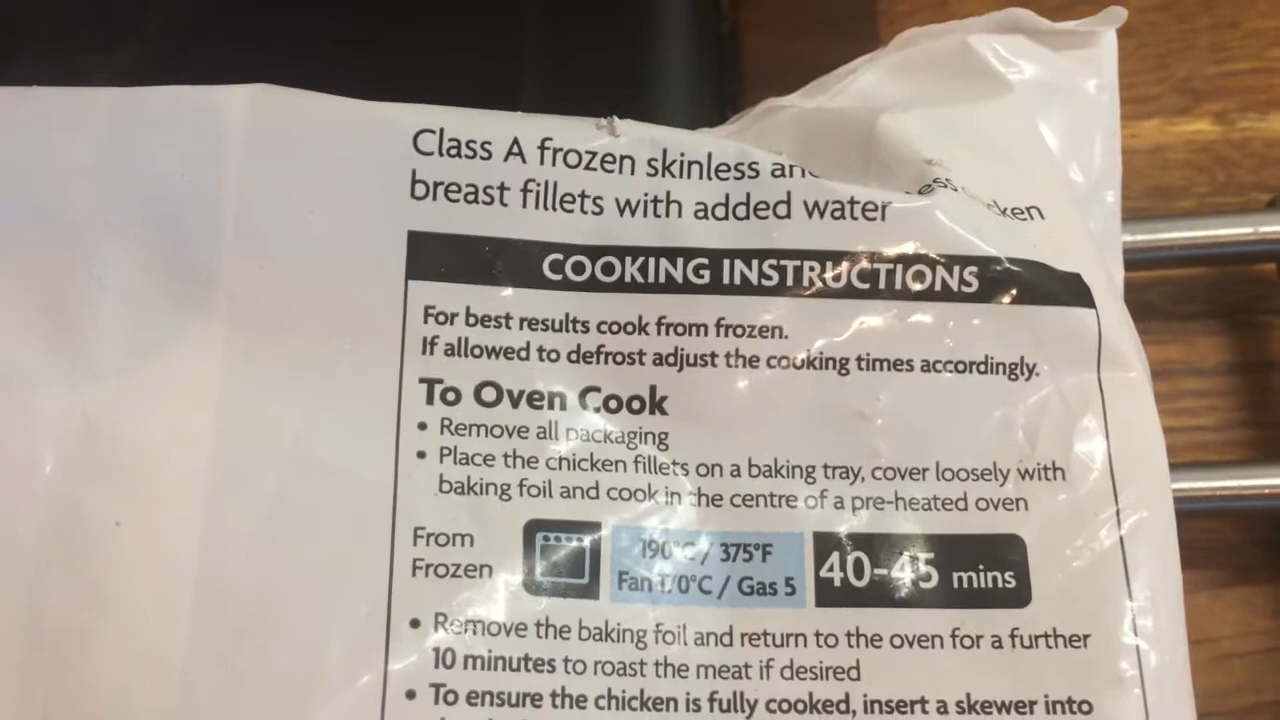 Class A frozen skinless
breast fillets with added water
COOKING INSTRUCTIONS
For best results cook from frozen.
If allowed to defrost adjust the cooking times accordingly.
To Oven Cook
• Remove all packaging
• Place the chicken fillets on a baking tray, cover loosely with
baking foil and cook in the centre of a pre-heated oven
From
Frozen
190°C / 375°F
Fan 170°C / Gas 5
40-45 mins
• Remove the baking foil and return to the oven for a further
10 minutes to roast the meat if desired
• To ensure the chicken is fully cooked, insert a skewer into